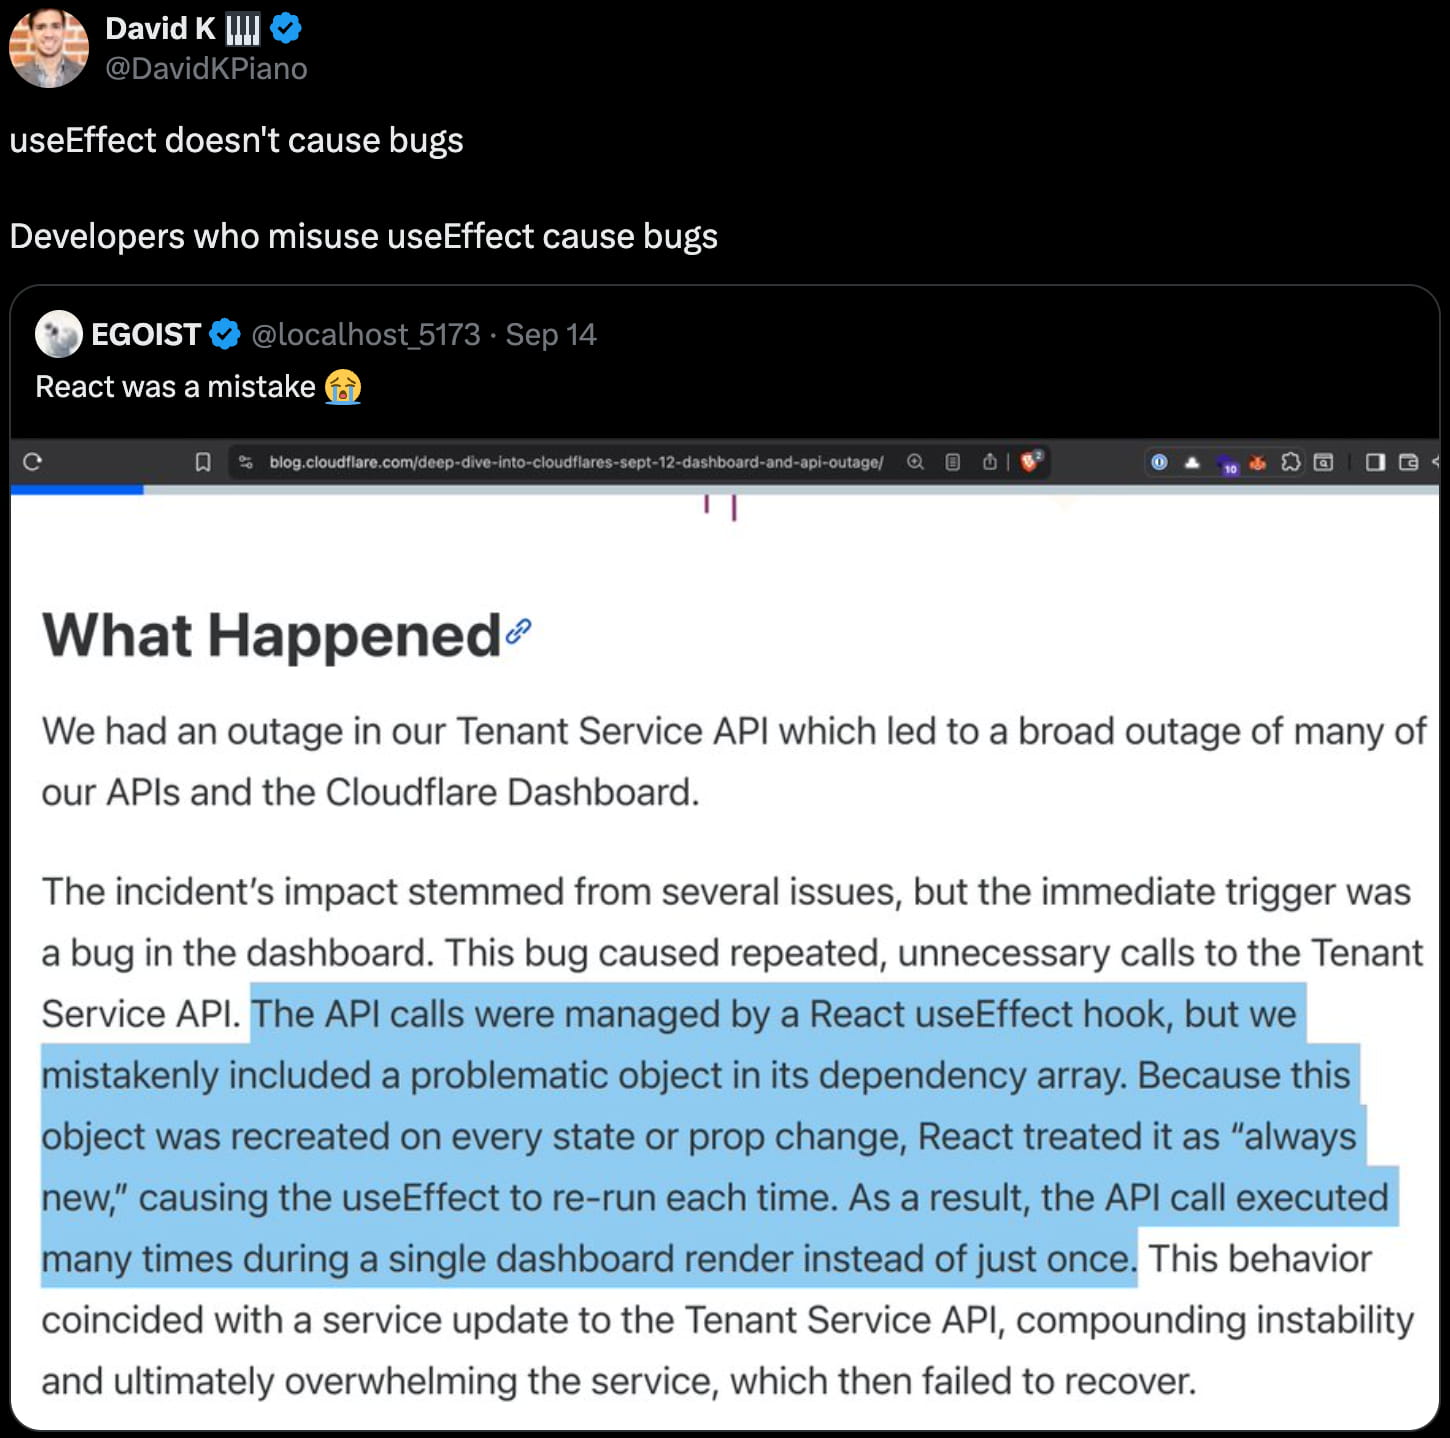 David K 🎹
@DavidKPiano
useEffect doesn't cause bugs
Developers who misuse useEffect cause bugs
EGOIST @localhost_5173 · Sep 14
React was a mistake 😭
blog.cloudflare.com/deep-dive-into-cloudflares-sept-12-dashboard-and-api-outage/ 2 10
What Happened
We had an outage in our Tenant Service API which led to a broad outage of many of
our APIs and the Cloudflare Dashboard.
The incident’s impact stemmed from several issues, but the immediate trigger was
a bug in the dashboard. This bug caused repeated, unnecessary calls to the Tenant
Service API. The API calls were managed by a React useEffect hook, but we
mistakenly included a problematic object in its dependency array. Because this
object was recreated on every state or prop change, React treated it as “always
new,” causing the useEffect to re-run each time. As a result, the API call executed
many times during a single dashboard render instead of just once. This behavior
coincided with a service update to the Tenant Service API, compounding instability
and ultimately overwhelming the service, which then failed to recover.